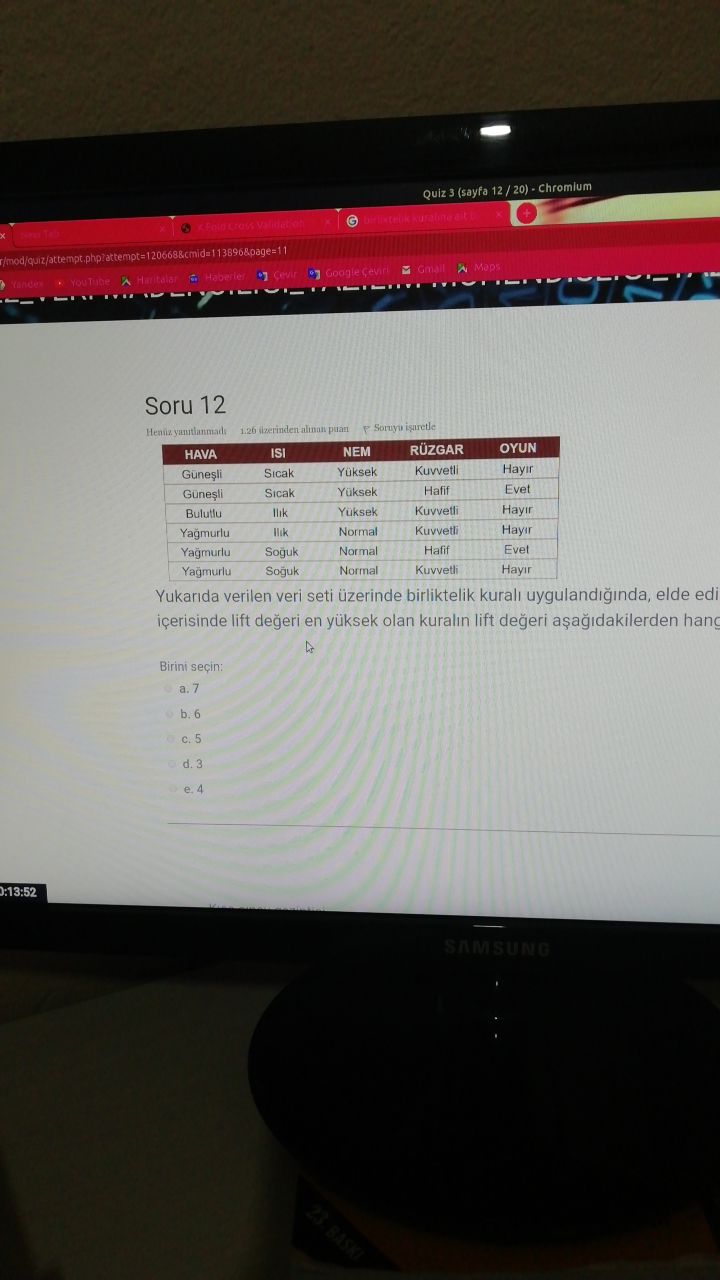 Quiz 3 (sayfa 12 / 20) - Chromium
New Tab
K Fold Cross Validation
birliktelik kuralına ait b
r/mod/quiz/attempt.php?attempt=120668&cmid=113896&page=11
Yandex YouTube Haritalar Haberler Çevir Google Çeviri Gmail Maps
Soru 12
Henüz yanıtlanmadı 1.26 üzerinden alınan puan Soruyu işaretle
HAVA ISI NEM RÜZGAR OYUN
Güneşli Sıcak Yüksek Kuvvetli Hayır
Güneşli Sıcak Yüksek Hafif Evet
Bulutlu Ilık Yüksek Kuvvetli Hayır
Yağmurlu Ilık Normal Kuvvetli Hayır
Yağmurlu Soğuk Normal Hafif Evet
Yağmurlu Soğuk Normal Kuvvetli Hayır
Yukarıda verilen veri seti üzerinde birliktelik kuralı uygulandığında, elde edi
içerisinde lift değeri en yüksek olan kuralın lift değeri aşağıdakilerden hang
Birini seçin:
a. 7
b. 6
c. 5
d. 3
e. 4
0:13:52
SAMSUNG
23. BASKI